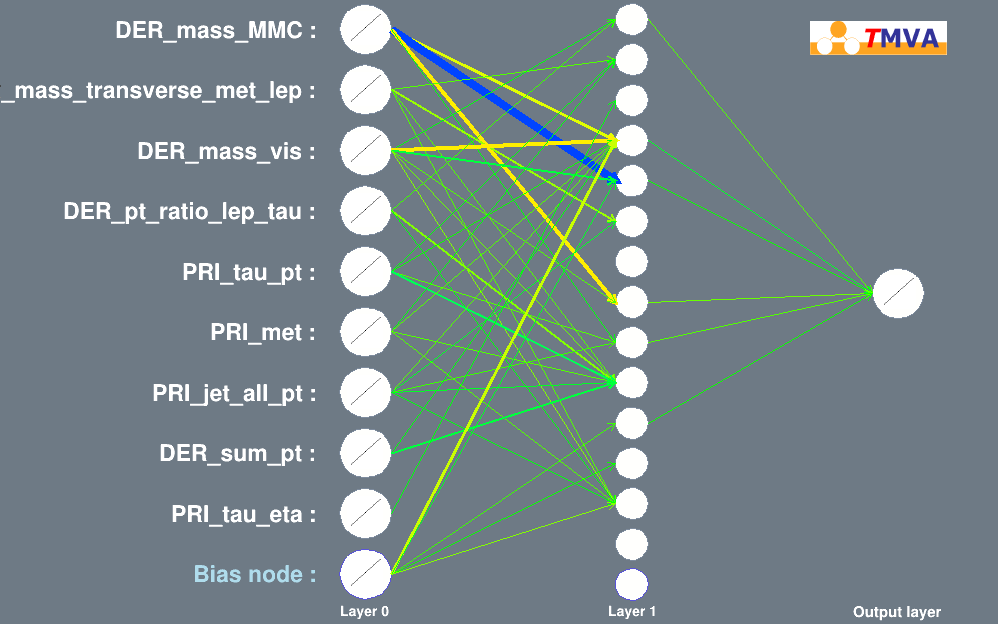 DER_mass_MMC :
TMVA
_mass_transverse_met_lep :
DER_mass_vis :
DER_pt_ratio_lep_tau :
PRI_tau_pt :
PRI_met :
PRI_jet_all_pt :
DER_sum_pt :
PRI_tau_eta :
Bias node :
Layer 0
Layer 1
Output layer